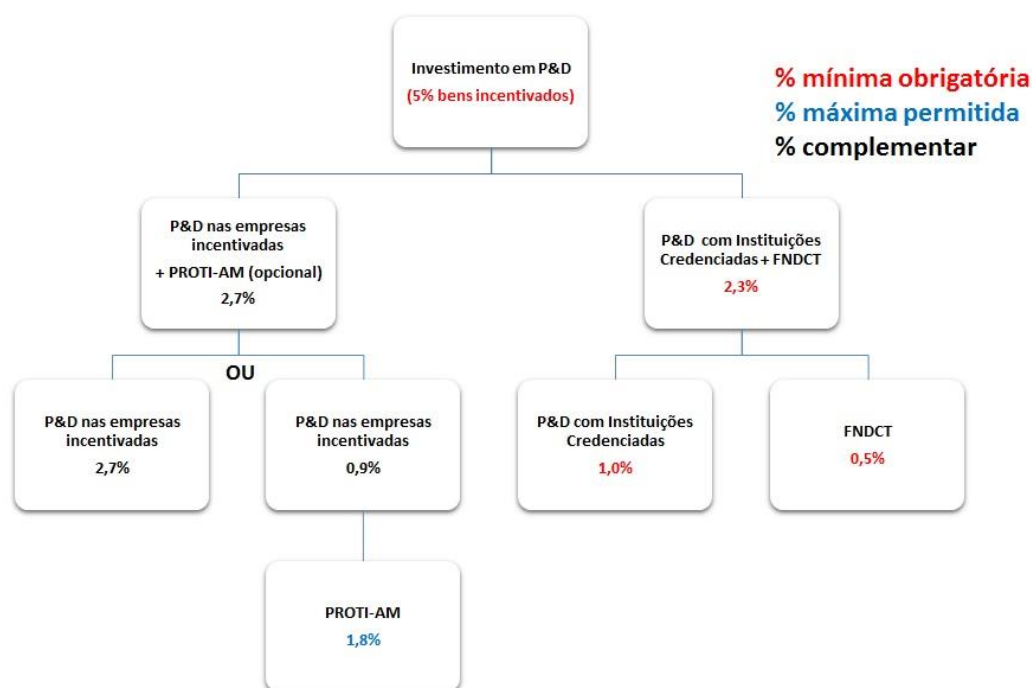 Investimento em P&D
(5% bens incentivados)
% mínima obrigatória
% máxima permitida
% complementar
P&D nas empresas
incentivadas
+ PROTI-AM (opcional)
2,7%
P&D com Instituições
Credenciadas + FNDCT
2,3%
OU
P&D nas empresas
incentivadas
2,7%
P&D nas empresas
incentivadas
0,9%
P&D com Instituições
Credenciadas
1,0%
FNDCT
0,5%
PROTI-AM
1,8%